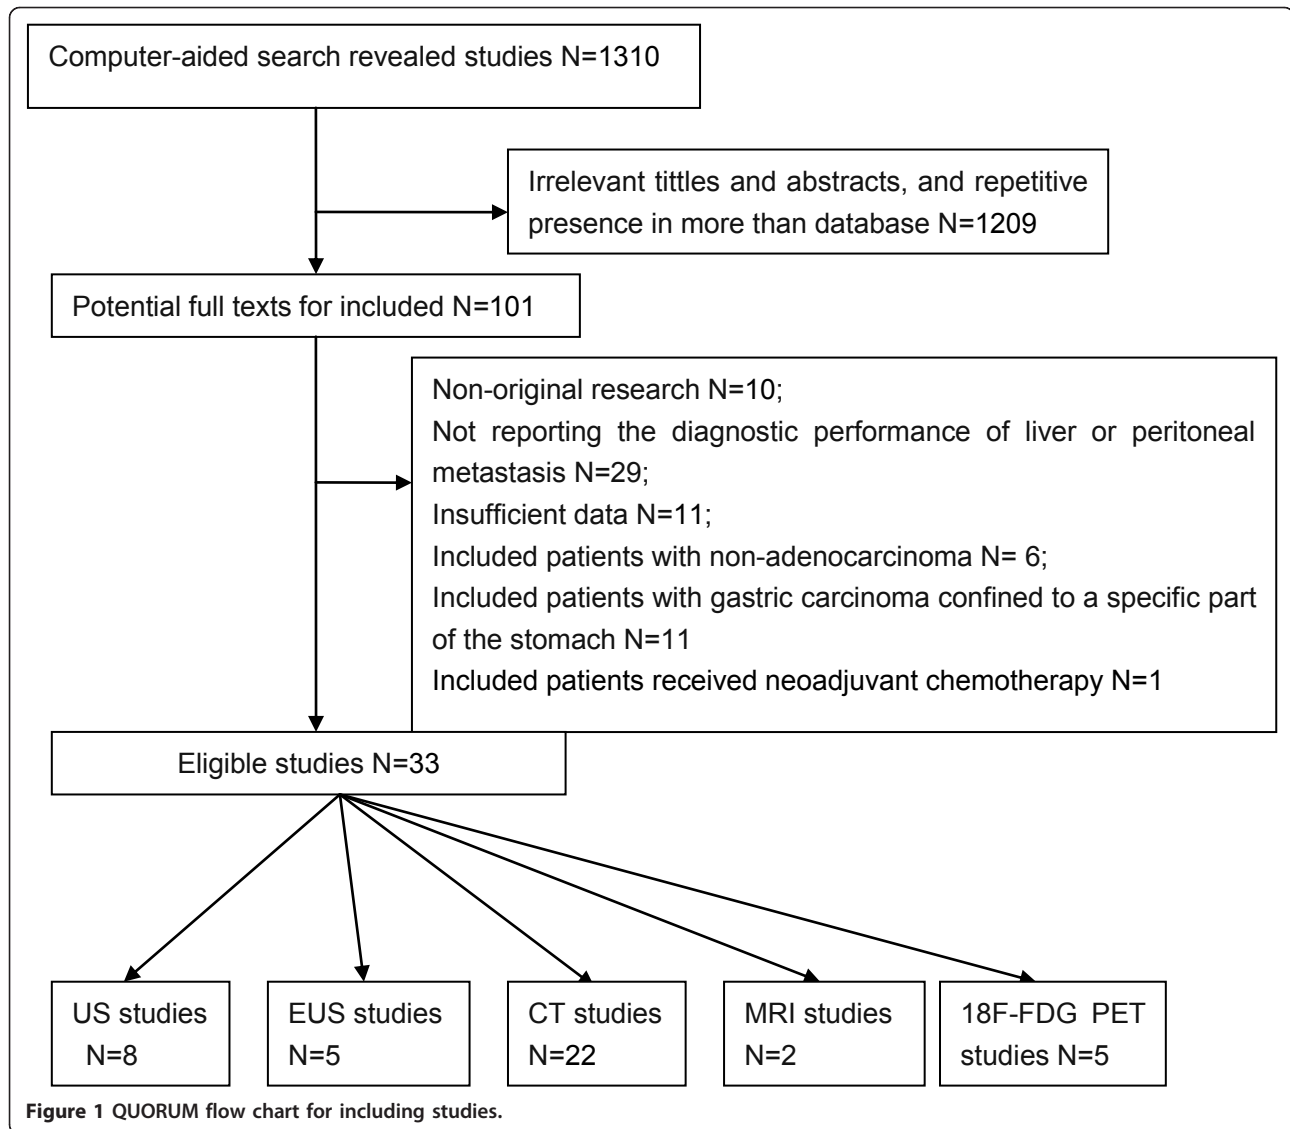 Computer-aided search revealed studies N=1310
Irrelevant tittles and abstracts, and repetitive
presence in more than database N=1209
Potential full texts for included N=101
Non-original research N=10;
Not reporting the diagnostic performance of liver or peritoneal
metastasis N=29;
Insufficient data N=11;
Included patients with non-adenocarcinoma N= 6;
Included patients with gastric carcinoma confined to a specific part
of the stomach N=11
Included patients received neoadjuvant chemotherapy N=1
Eligible studies N=33
US studies
N=8
EUS studies
N=5
CT studies
N=22
MRI studies
N=2
18F-FDG PET
studies N=5
Figure 1 QUORUM flow chart for including studies.